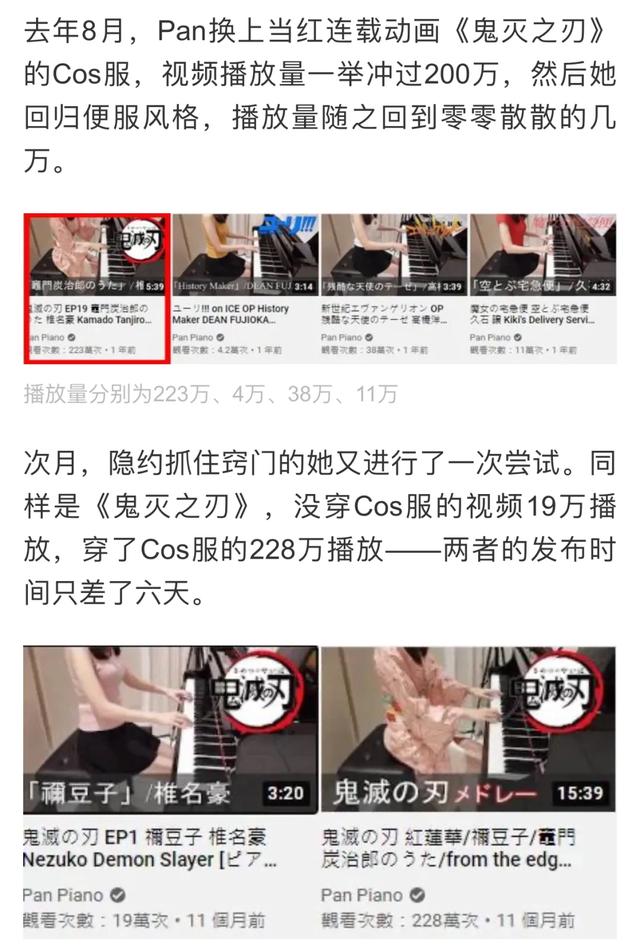 去年8月，Pan换上当红连载动画《鬼灭之刃》
的Cos服，视频播放量一举冲过200万，然后她
回归便服风格，播放量随之回到零零散散的几
万。
鬼滅の刃
竈門炭治郎のうた」/椎
5:39
「History Maker」/DEAN FUJ
3:14
「残酷な天使のテーゼ」/高橋
3:39
「空とぶ宅急便」/久
4:32
鬼滅の刃 EP19 竈門炭治郎の
うた 椎名豪 Kamado Tanjiro...
Pan Piano
觀看次數：223萬次・1 年前
ユーリ!!! on ICE OP History
Maker DEAN FUJIOKA...
Pan Piano
觀看次數：4.2萬次・1 年前
新世紀エヴァンゲリオン OP
残酷な天使のテーゼ 高橋洋...
Pan Piano
觀看次數：38萬次・1 年前
魔女の宅急便 空とぶ宅急便
久石 譲 Kiki's Delivery Servi...
Pan Piano
觀看次數：11萬次・1 年前
播放量分别为223万、4万、38万、11万
次月，隐约抓住窍门的她又进行了一次尝试。同
样是《鬼灭之刃》，没穿Cos服的视频19万播
放，穿了Cos服的228万播放——两者的发布时
间只差了六天。
鬼滅の刃
「禰豆子」/椎名豪
3:20
鬼滅の刃
鬼滅の刃メドレー
15:39
鬼滅の刃 EP1 禰豆子 椎名豪
Nezuko Demon Slayer [ピア...
Pan Piano
觀看次數：19萬次・11 個月前
鬼滅の刃 紅蓮華/禰豆子/竈門
炭治郎のうた/from the edg...
Pan Piano
觀看次數：228萬次・11 個月前